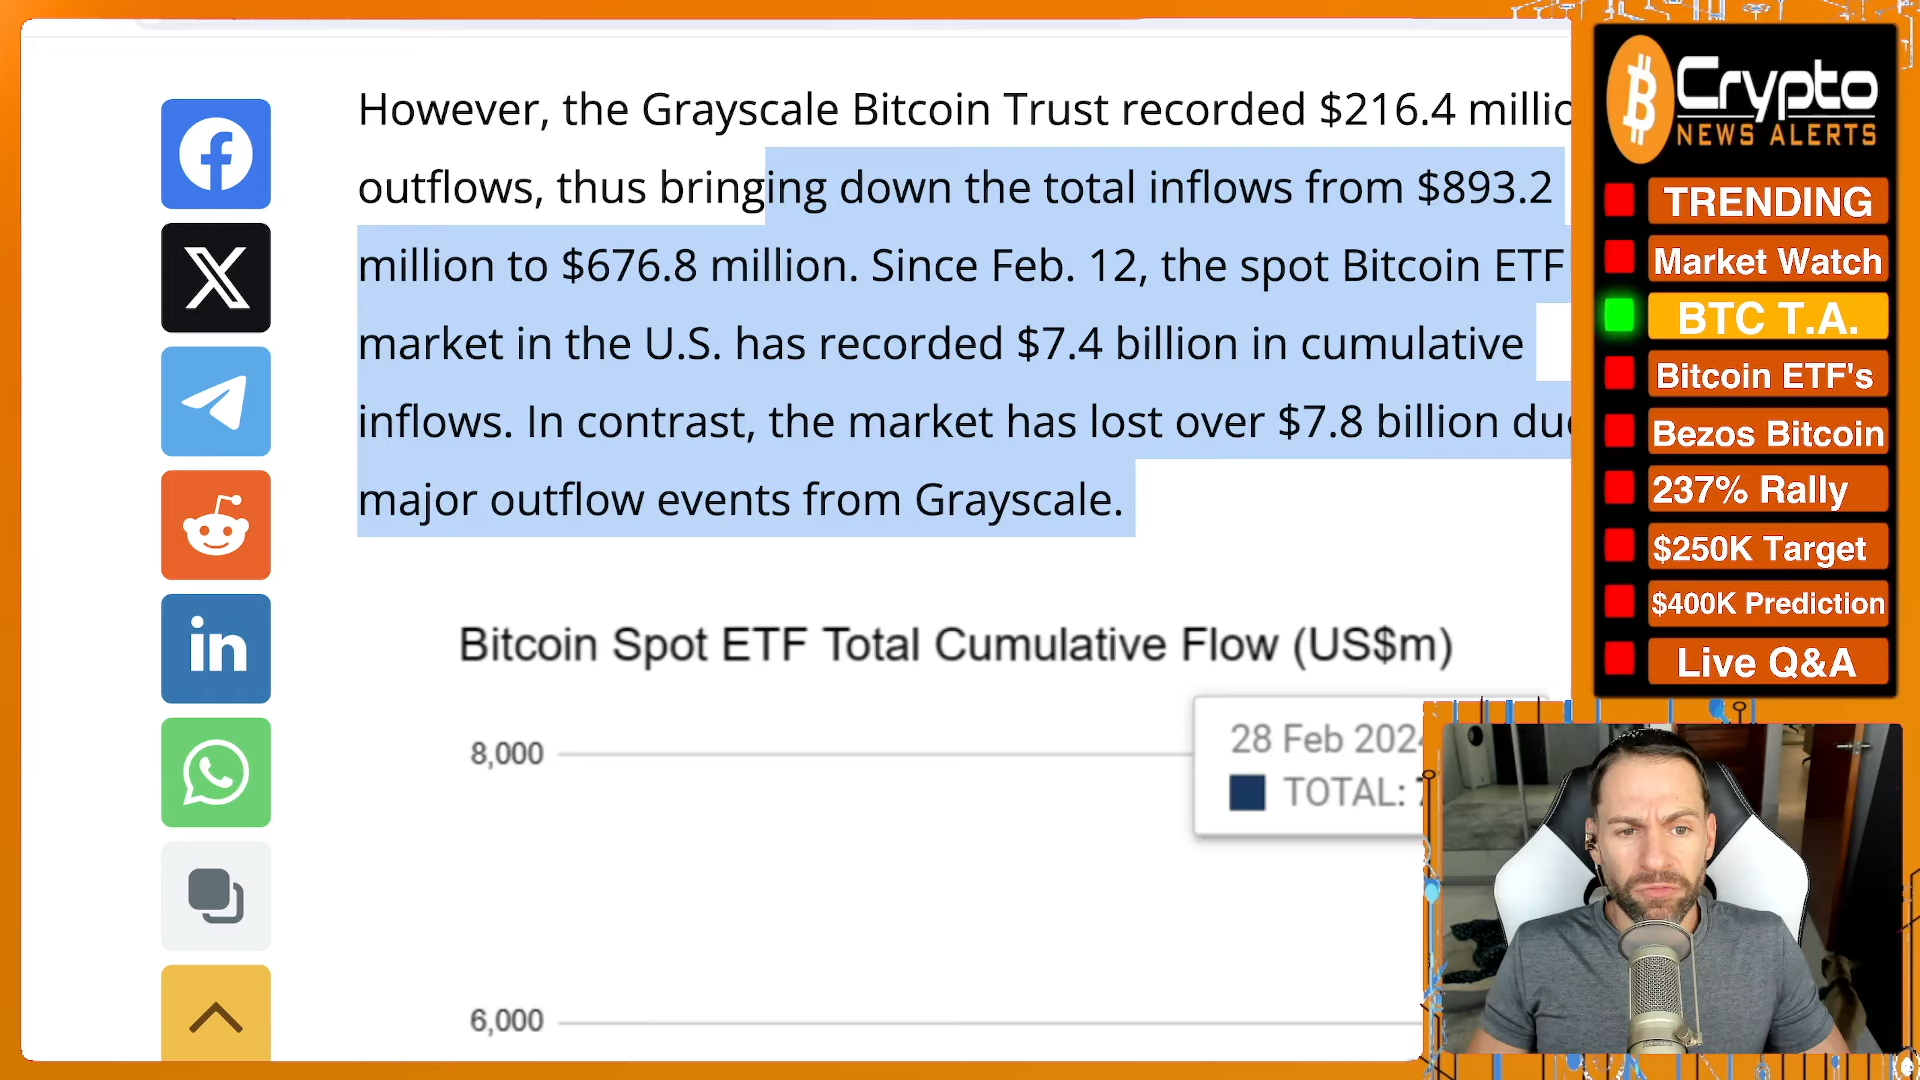 However, the Grayscale Bitcoin Trust recorded $216.4
outflows, thus bringing down the total inflows from $893.2
million to $676.8 million. Since Feb. 12, the spot Bitcoin ETF
market in the U.S. has recorded $7.4 billion in cumulative
inflows. In contrast, the market has lost over $7.8 billion
major outflow events from Grayscale.
Bitcoin Spot ETF Total Cumulative Flow (US$m)
28 Feb
TOTAL:
8,000
6,000
in
Crypto
NEWS ALERTS
TRENDING
Market Watch
BTC T.A.
Bitcoin ETF's
Bezos Bitcoin
237% Rally
$250K Target
$400K Prediction
Live Q&A